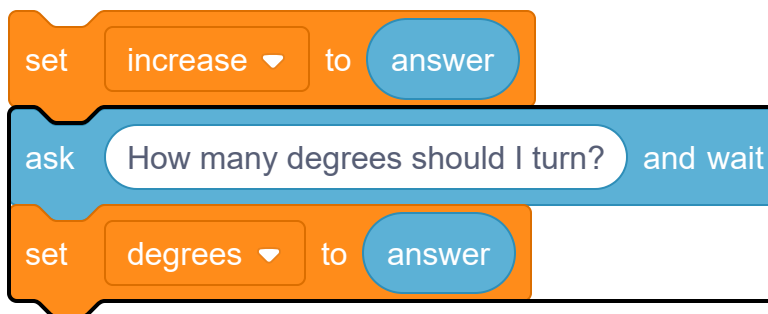 set increase to answer
ask How many degrees should I turn? and wait
set degrees to answer